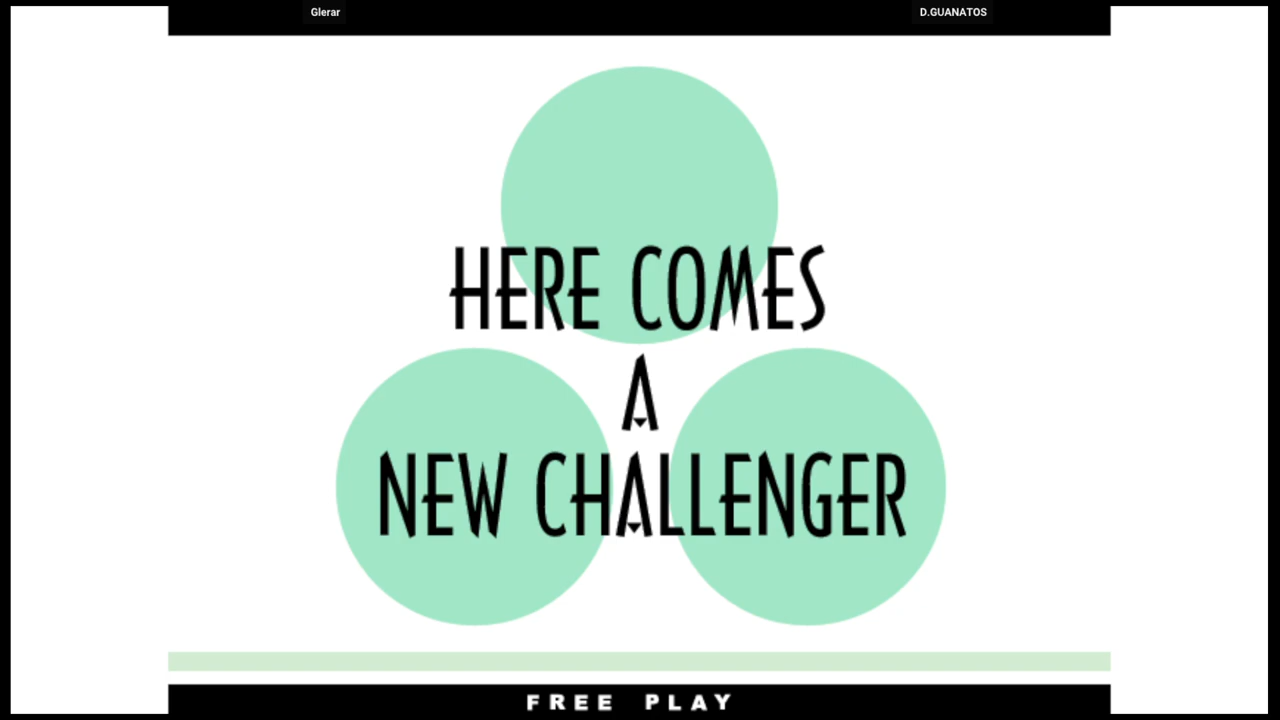 Glerar
D.GUANATOS
HERE COMES
A
NEW CHALLENGER
FREE PLAY